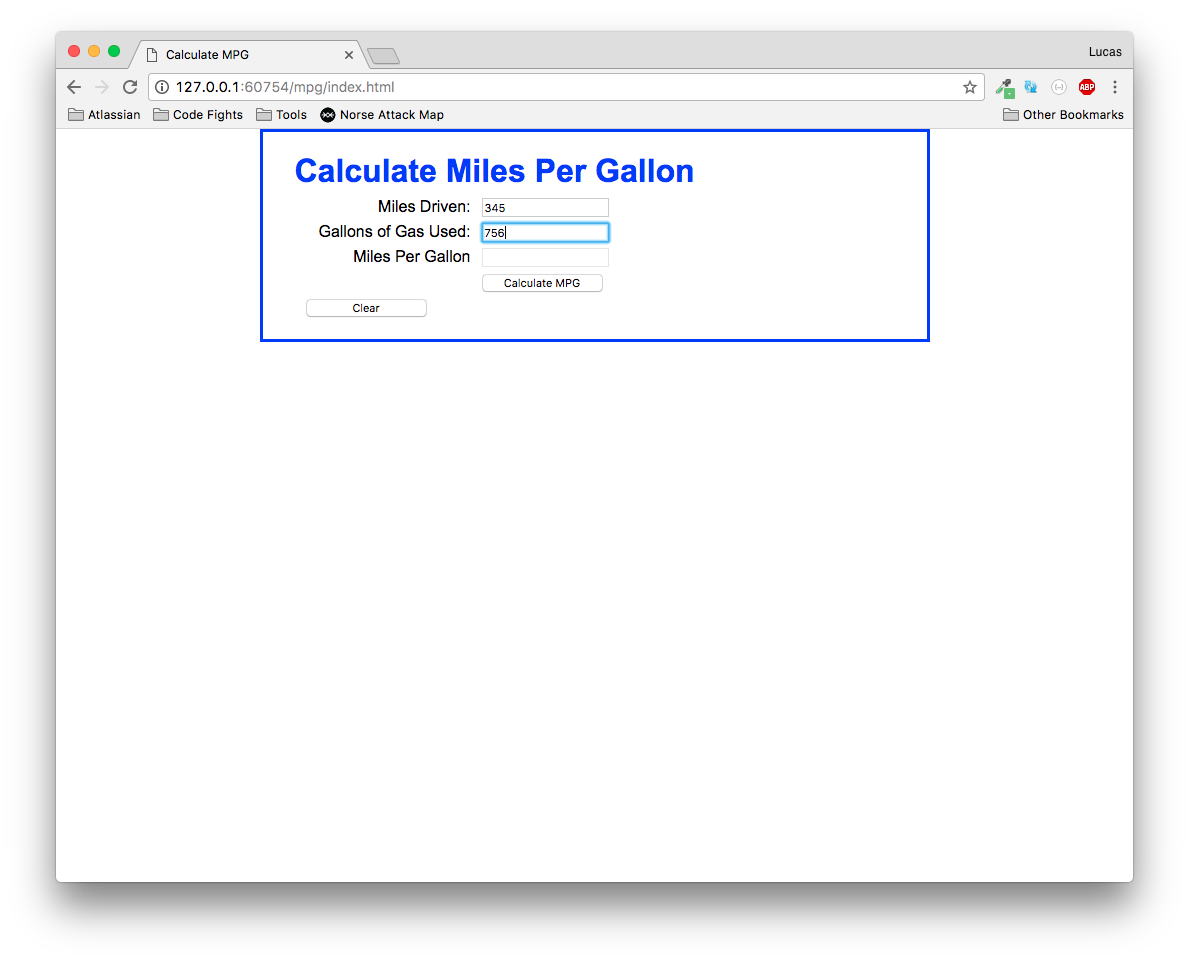 Calculate MPG
Lucas
127.0.0.1:60754/mpg/index.html
ABP
Atlassian Code Fights Tools Norse Attack Map Other Bookmarks
Calculate Miles Per Gallon
Miles Driven: 345
Gallons of Gas Used: 756
Miles Per Gallon
Calculate MPG
Clear